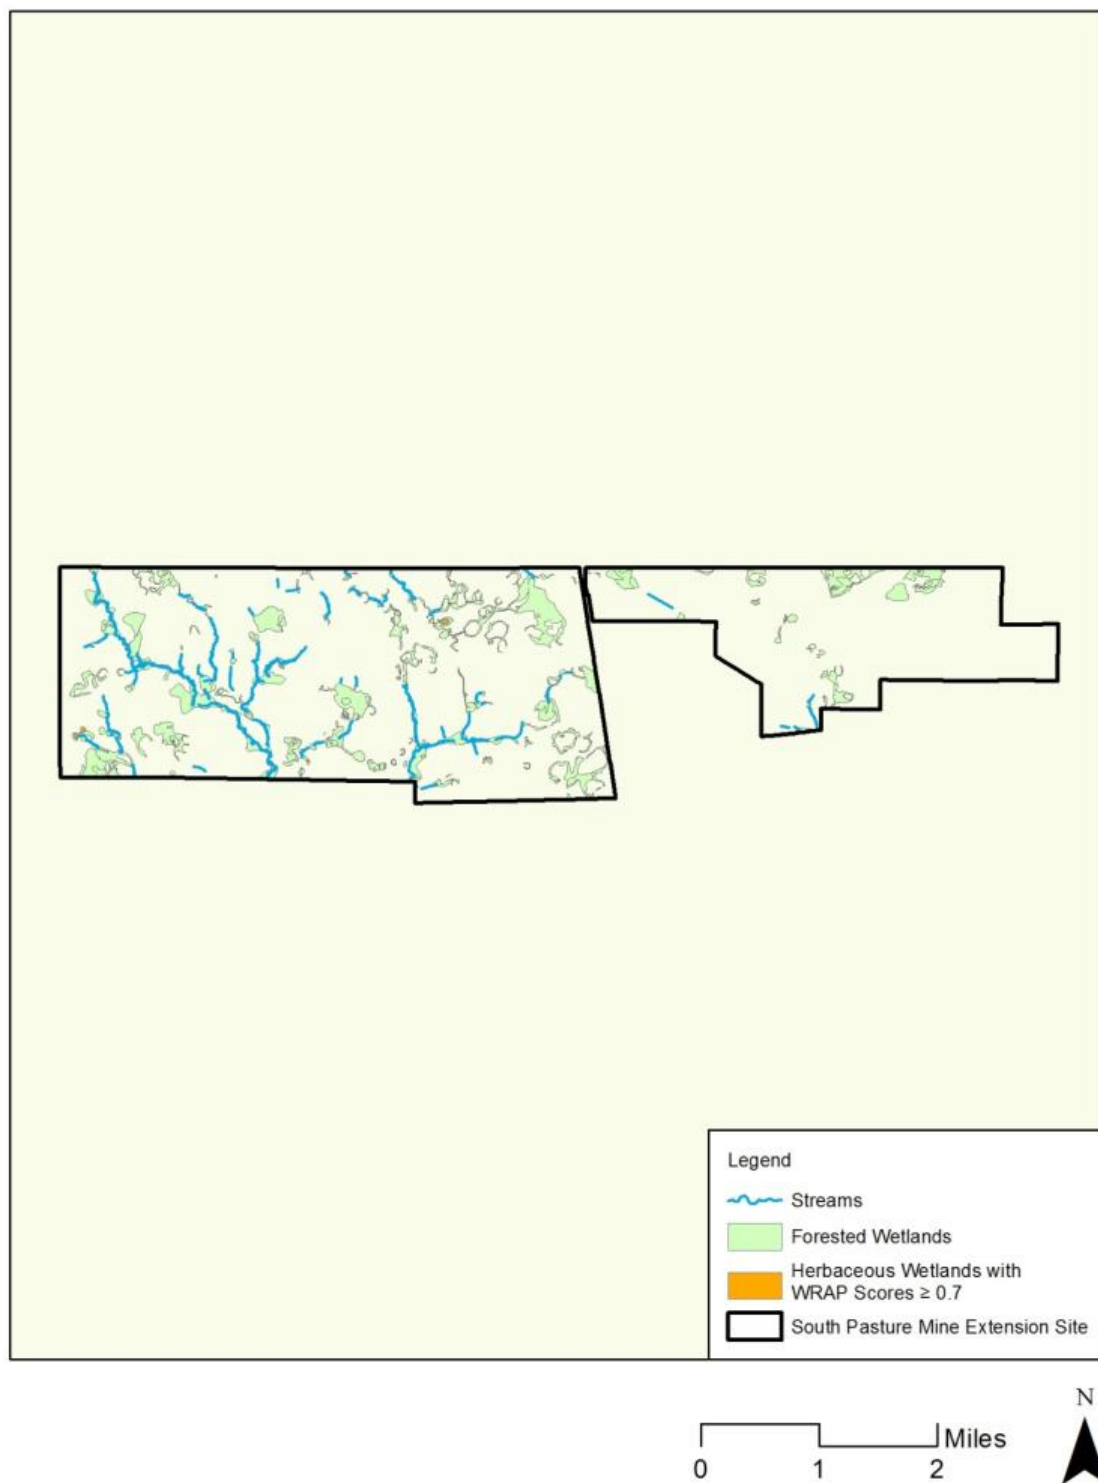 Legend
Streams
Forested Wetlands
Herbaceous Wetlands with
WRAP Scores ≥ 0.7
South Pasture Mine Extension Site
N
Miles
0 1 2